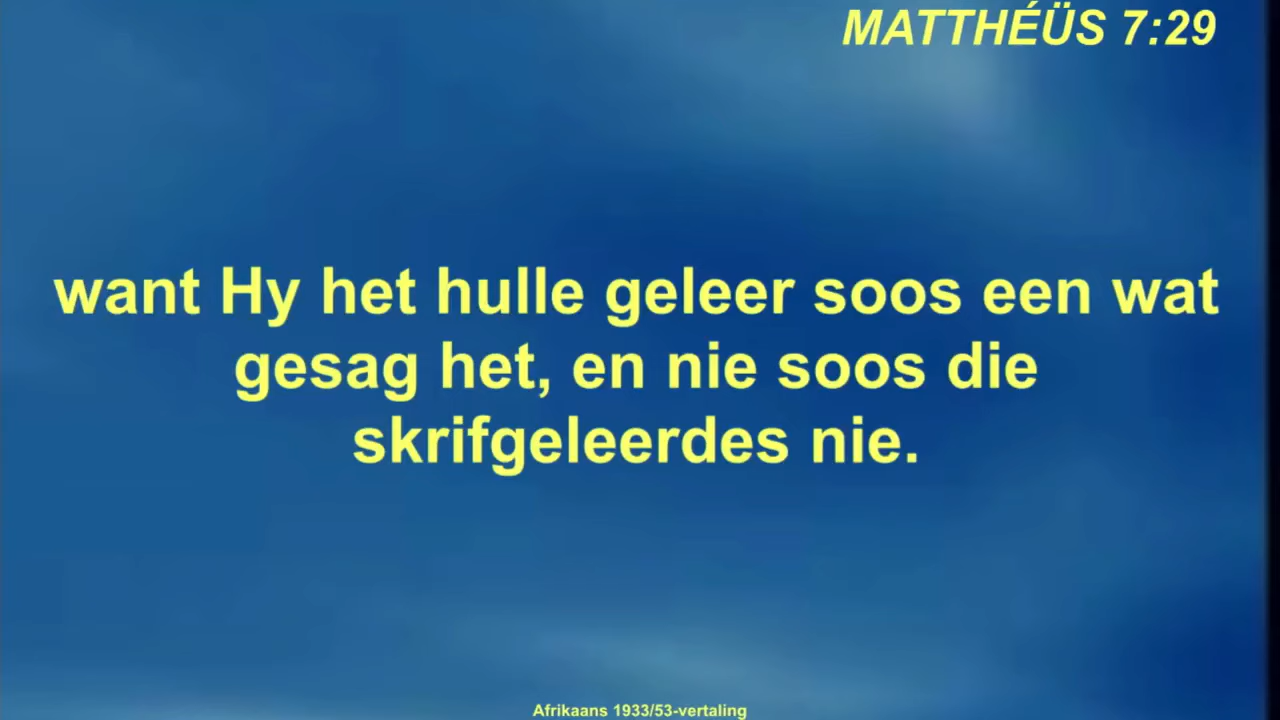 MATTHÉÜS 7:29
want Hy het hulle geleer soos een wat
gesag het, en nie soos die
skrifgeleerdes nie.
Afrikaans 1933/53-vertaling